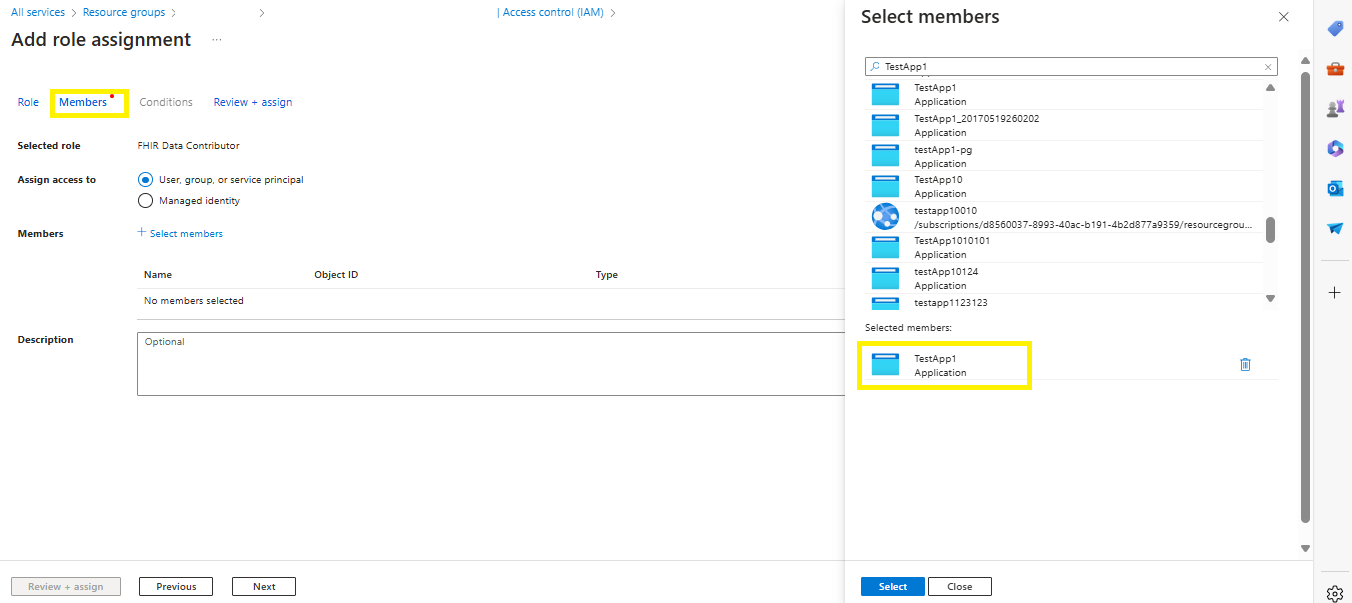 All services > Resource groups > > | Access control (IAM) >
Add role assignment ...
Role Members Conditions Review + assign
Selected role FHIR Data Contributor
Assign access to User, group, or service principal
Managed identity
Members + Select members
Name Object ID Type
No members selected
Description Optional
Review + assign Previous Next
Select members
TestApp1
TestApp1
Application
TestApp1_20170519260202
Application
testApp1-pg
Application
TestApp10
Application
testapp10010
/subscriptions/d8560037-8993-40ac-b191-4b2d877a9359/resourcegrou...
TestApp1010101
Application
testApp10124
Application
testapp1123123
Selected members:
TestApp1
Application
Select Close